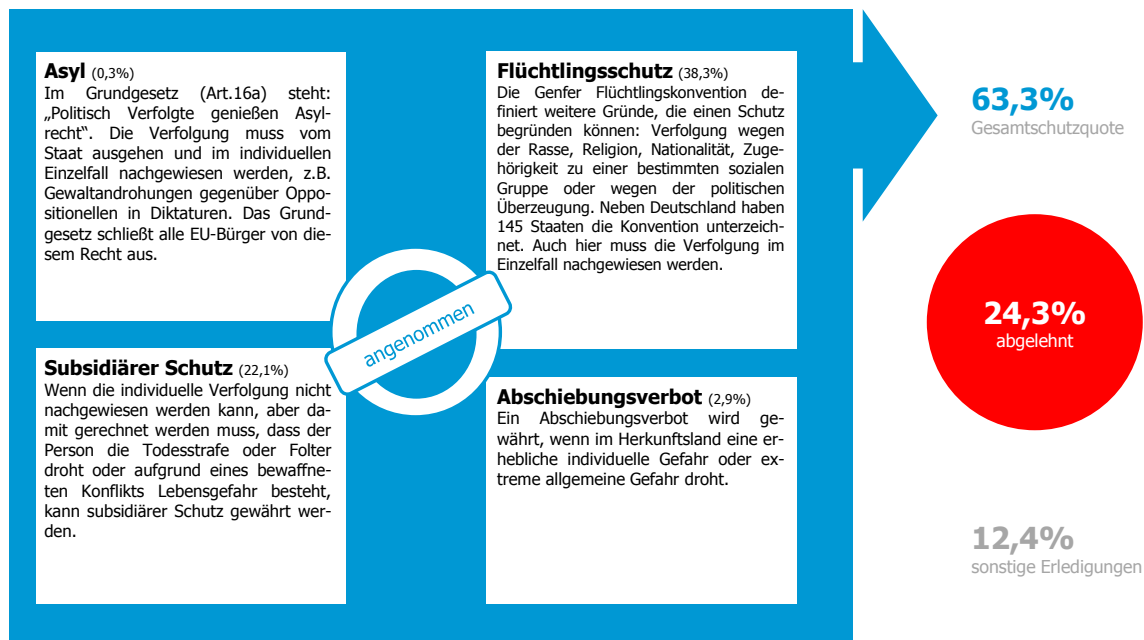 Asyl (0,3%)
Im Grundgesetz (Art.16a) steht:
„Politisch Verfolgte genießen Asyl-
recht“. Die Verfolgung muss vom
Staat ausgehen und im individuellen
Einzelfall nachgewiesen werden, z.B.
Gewaltandrohungen gegenüber Oppo-
sitionellen in Diktaturen. Das Grund-
gesetz schließt alle EU-Bürger von die-
sem Recht aus.
Flüchtlingsschutz (38,3%)
Die Genfer Flüchtlingskonvention de-
finiert weitere Gründe, die einen Schutz
begründen können: Verfolgung wegen
der Rasse, Religion, Nationalität, Zuge-
hörigkeit zu einer bestimmten sozialen
Gruppe oder wegen der politischen
Überzeugung. Neben Deutschland haben
145 Staaten die Konvention unterzeich-
net. Auch hier muss die Verfolgung im
Einzelfall nachgewiesen werden.
angenommen
Subsidiärer Schutz (22,1%)
Wenn die individuelle Verfolgung nicht
nachgewiesen werden kann, aber da-
mit gerechnet werden muss, dass der
Person die Todesstrafe oder Folter
droht oder aufgrund eines bewaffne-
ten Konflikts Lebensgefahr besteht,
kann subsidiärer Schutz gewährt wer-
den.
Abschiebungsverbot (2,9%)
Ein Abschiebungsverbot wird ge-
währt, wenn im Herkunftsland eine er-
hebliche individuelle Gefahr oder ex-
treme allgemeine Gefahr droht.
63,3%
Gesamtschutzquote
24,3%
abgelehnt
12,4%
sonstige Erledigungen